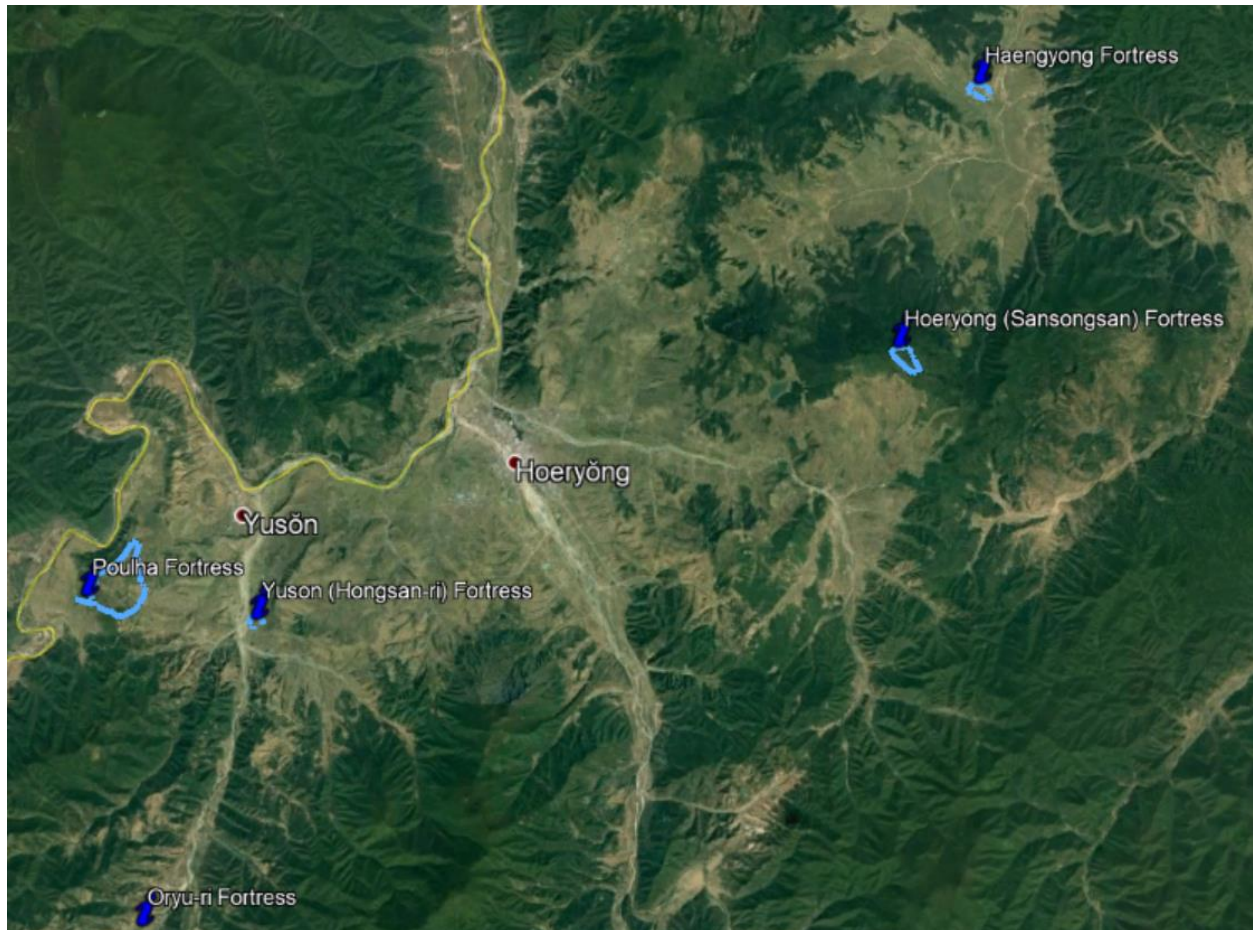 Haengyong Fortress
Hoeryong (Sansongsan) Fortress
Hoeryŏng
Yusŏn
Poulha Fortress
Yuson (Hongsan-ri) Fortress
Oryu-ri Fortress